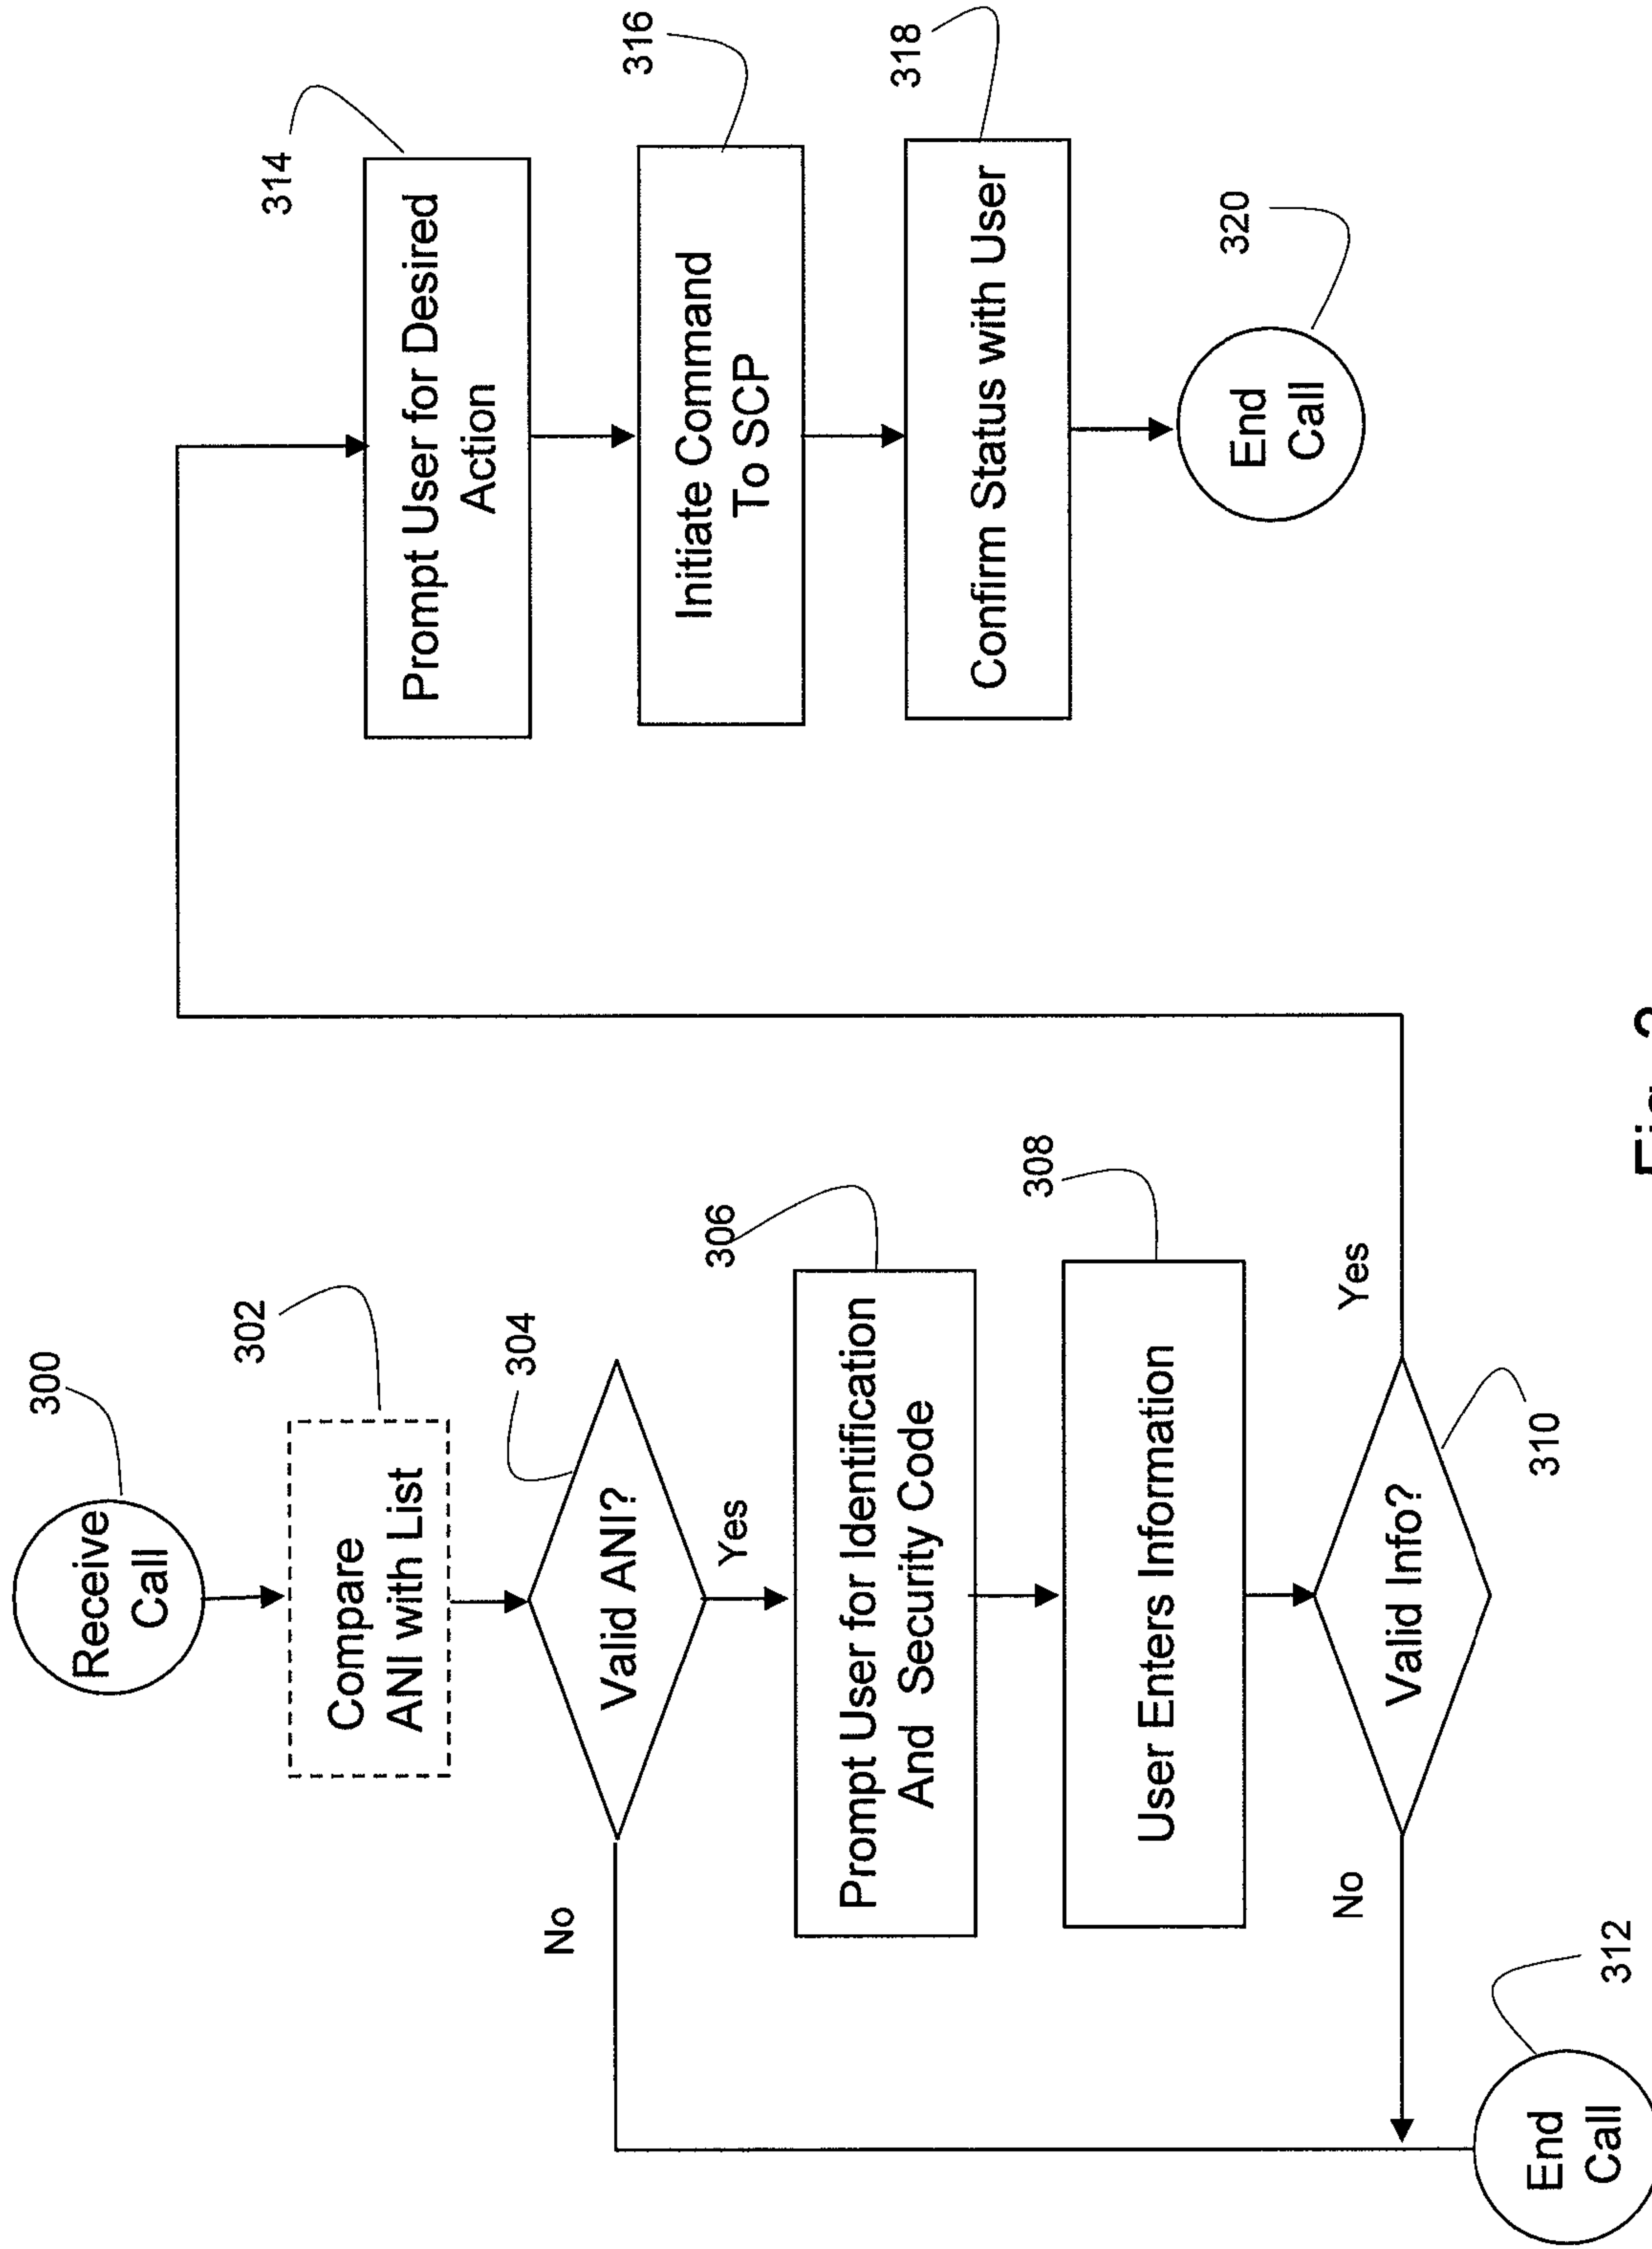 300
Receive
Call
302
Compare
ANI with List
304
Valid ANI?
No
Yes
306
Prompt User for Identification
And Security Code
308
User Enters Information
310
Valid Info?
No
Yes
312
End
Call
314
Prompt User for Desired
Action
316
Initiate Command
To SCP
318
Confirm Status with User
320
End
Call